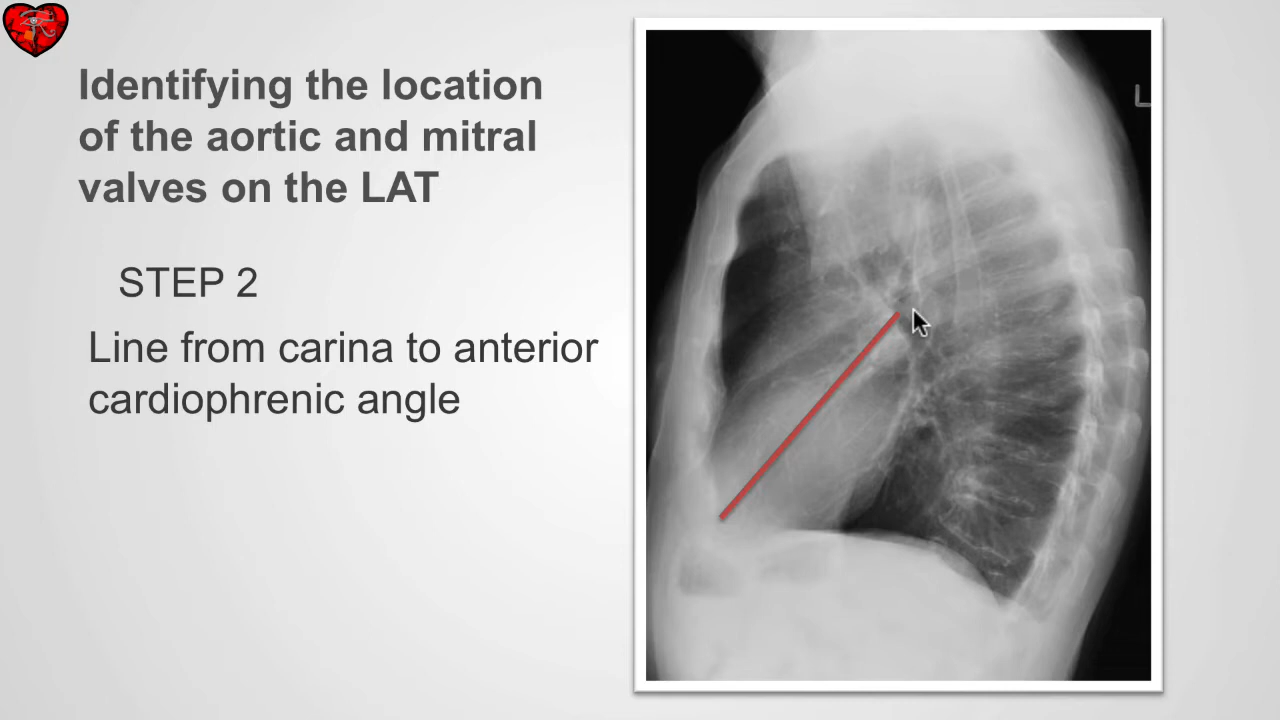 Identifying the location
of the aortic and mitral
valves on the LAT
STEP 2
Line from carina to anterior
cardiophrenic angle
L